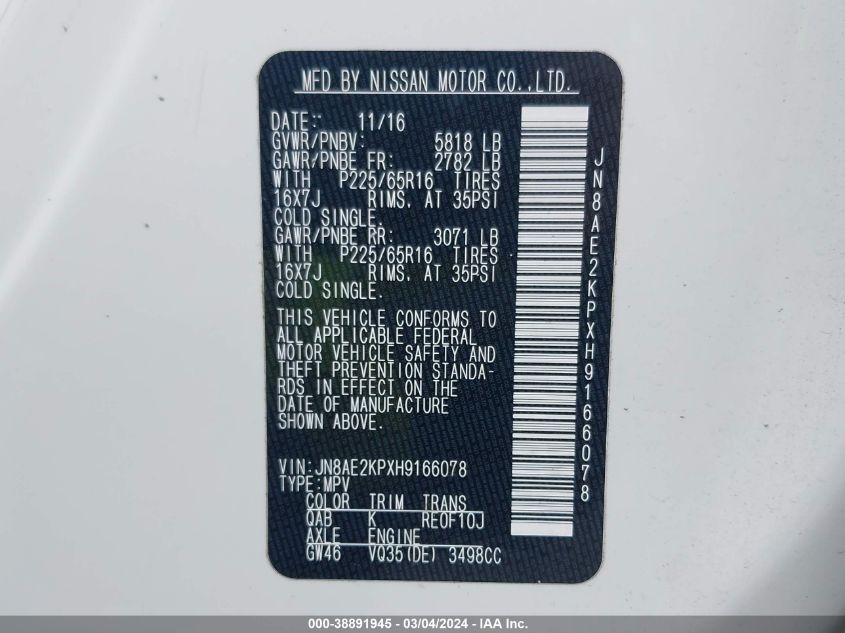 MFD BY NISSAN MOTOR CO.,LTD.
DATE: 11/16
GVWR/PNBV: 5818 LB
GAWR/PNBE FR: 2782 LB
WITH P225/65R16 TIRES
16X7J RIMS, AT 35PSI
COLD SINGLE.
GAWR/PNBE RR: 3071 LB
WITH P225/65R16 TIRES
16X7J RIMS, AT 35PSI
COLD SINGLE.
THIS VEHICLE CONFORMS TO
ALL APPLICABLE FEDERAL
MOTOR VEHICLE SAFETY AND
THEFT PREVENTION STANDA-
RDS IN EFFECT ON THE
DATE OF MANUFACTURE
SHOWN ABOVE.
VIN:JN8AE2KPXH9166078
TYPE:MPV
COLOR TRIM TRANS
QAB K RE0F10J
AXLE ENGINE
GW46 VQ35(DE) 3498CC
JN8AE2KPXH9166078
000-38891945 - 03/04/2024 - IAA Inc.